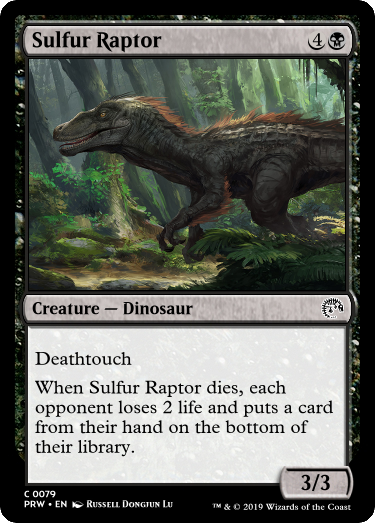 Sulfur Raptor 4
Creature — Dinosaur
Deathtouch
When Sulfur Raptor dies, each
opponent loses 2 life and puts a card
from their hand on the bottom of
their library.
3/3
C 0079
PRW • EN Russell Dongjun Lu
™ & © 2019 Wizards of the Coast